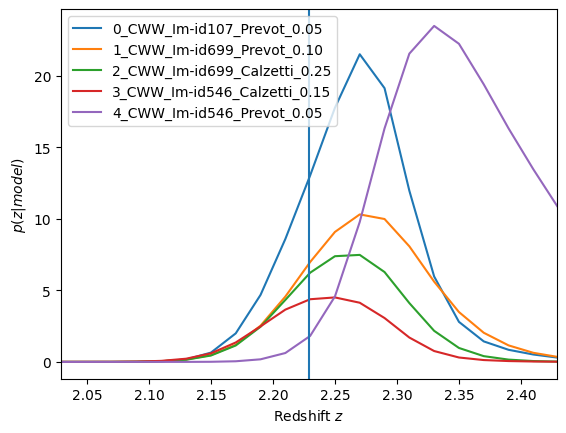 0_CWW_Im-id107_Prevot_0.05
1_CWW_Im-id699_Prevot_0.10
2_CWW_Im-id699_Calzetti_0.25
3_CWW_Im-id546_Calzetti_0.15
4_CWW_Im-id546_Prevot_0.05
20
15
10
5
0
p(z|model)
2.05 2.10 2.15 2.20 2.25 2.30 2.35 2.40
Redshift z